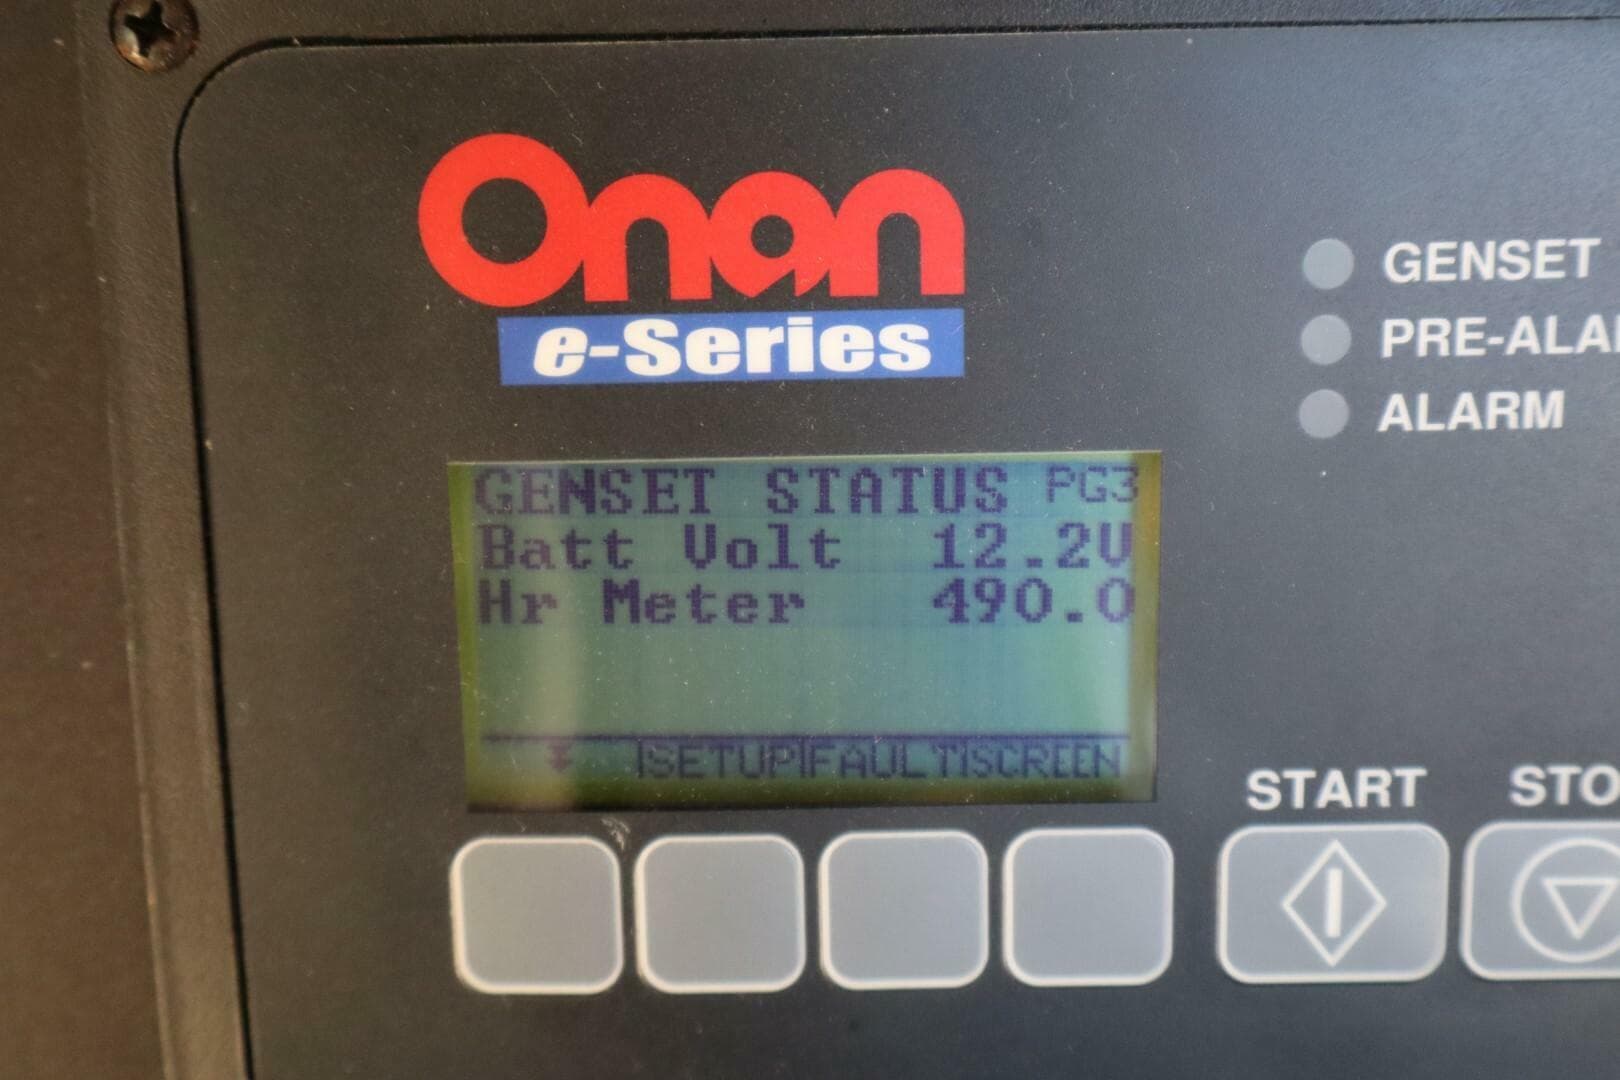 Onan
e-Series
GENSET
PRE-ALA
ALARM
GENSET STATUS PG3
Batt Volt 12.2V
Hr Meter 490.0
SETUP FAULT SCREEN
START
STO